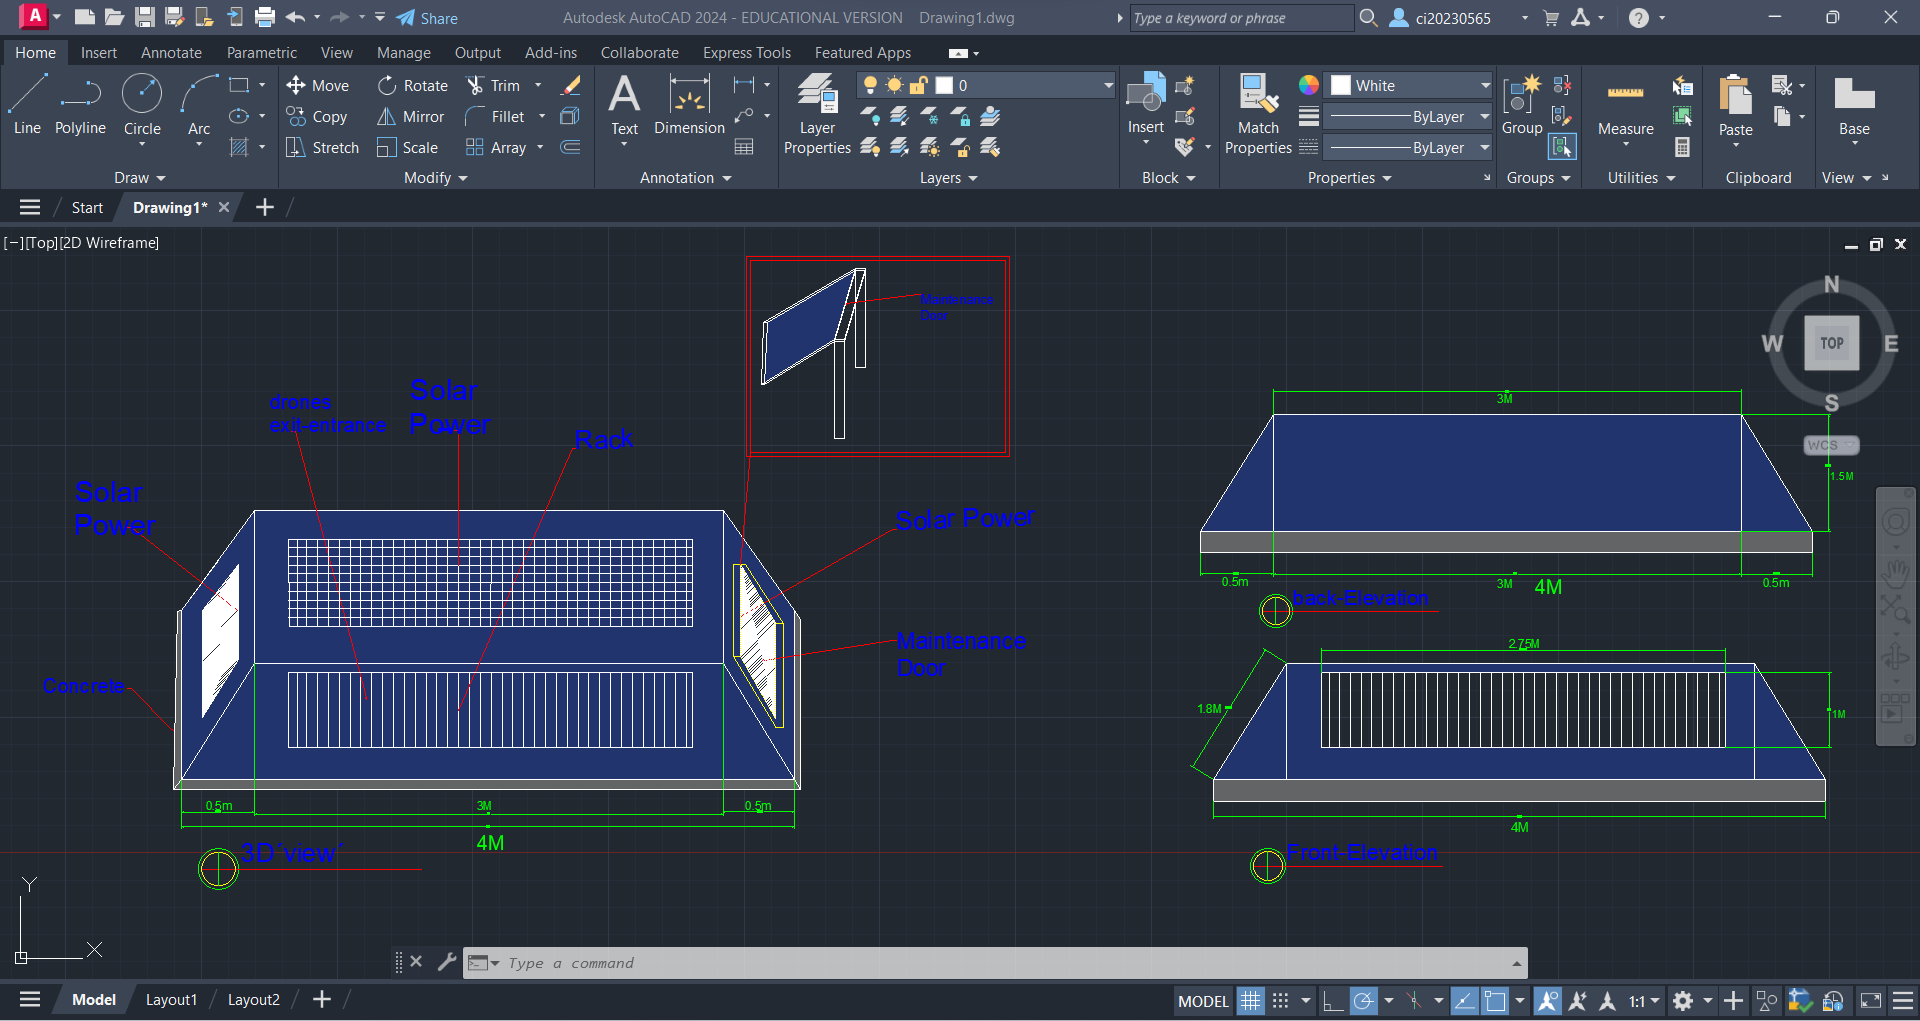 A
Share
Autodesk AutoCAD 2024 - EDUCATIONAL VERSION Drawing1.dwg
Type a keyword or phrase
ci20230565
Home Insert Annotate Parametric View Manage Output Add-ins Collaborate Express Tools Featured Apps
Line Polyline Circle Arc
Draw
Move Rotate Trim
Copy Mirror Fillet
Stretch Scale Array
Modify
Text Dimension
Annotation
Layer
Properties
0
Layers
Insert
Block
Match
Properties
White
ByLayer
ByLayer
Properties
Group
Groups
Measure
Utilities
Paste
Clipboard
Base
View
Start Drawing1*
[−][Top][2D Wireframe]
N
W TOP E
S
WCS
Maintenance
Door
drones
exit-entrance
Solar
Power
Rack
Solar
Power
Solar Power
Maintenance
Door
Concrete
0.5m 3M 0.5m
4M
3D'view'
3M
1.5M
0.5m 3M 4M 0.5m
back-Elevation
2.75M
1.8M
1M
4M
Front-Elevation
Y
X
Type a command
Model Layout1 Layout2
MODEL
1:1